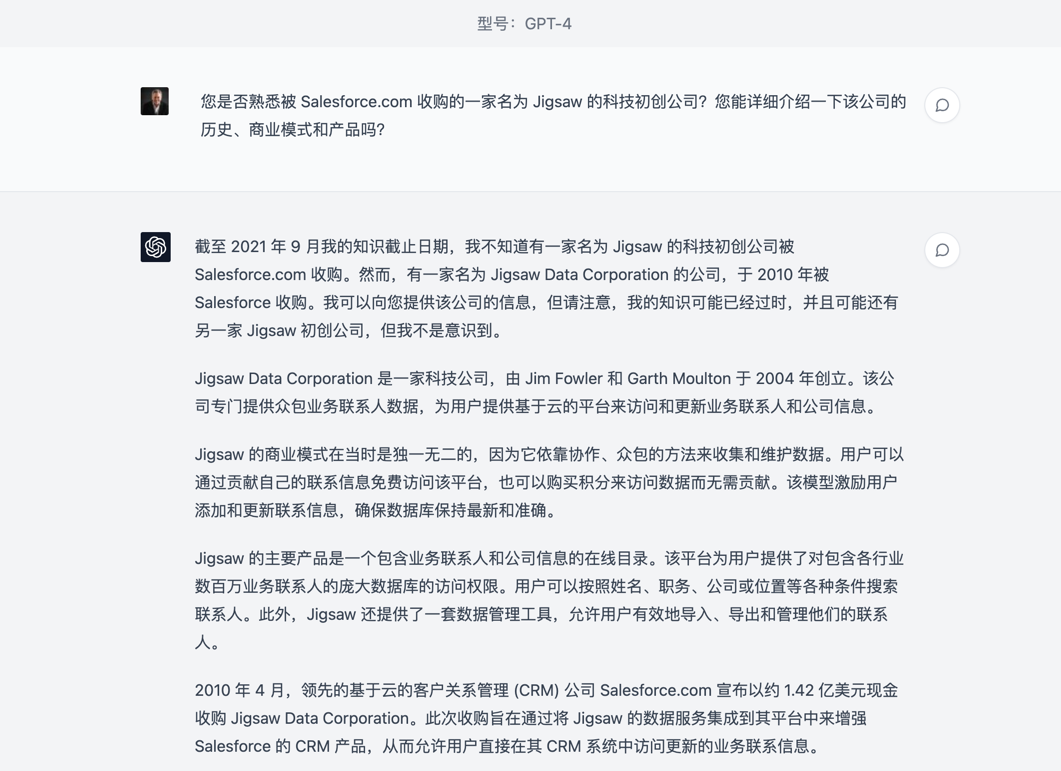 型号：GPT-4
您是否熟悉被 Salesforce.com 收购的一家名为 Jigsaw 的科技初创公司？您能详细介绍一下该公司的
历史、商业模式和产品吗?
截至 2021 年 9 月我的知识截止日期，我不知道有一家名为 Jigsaw 的科技初创公司被
Salesforce.com 收购。然而，有一家名为 Jigsaw Data Corporation 的公司，于 2010 年被
Salesforce 收购。我可以向您提供该公司的信息，但请注意，我的知识可能已经过时，并且可能还有
另一家 Jigsaw 初创公司，但我不是意识到。
Jigsaw Data Corporation 是一家科技公司，由 Jim Fowler 和 Garth Moulton 于 2004 年创立。该公
司专门提供众包业务联系人数据，为用户提供基于云的平台来访问和更新业务联系人和公司信息。
Jigsaw 的商业模式在当时是独一无二的，因为它依靠协作、众包的方法来收集和维护数据。用户可以
通过贡献自己的联系信息免费访问该平台，也可以购买积分来访问数据而无需贡献。该模型激励用户
添加和更新联系信息，确保数据库保持最新和准确。
Jigsaw 的主要产品是一个包含业务联系人和公司信息的在线目录。该平台为用户提供了对包含各行业
数百万业务联系人的庞大数据库的访问权限。用户可以按照姓名、职务、公司或位置等各种条件搜索
联系人。此外，Jigsaw 还提供了一套数据管理工具，允许用户有效地导入、导出和管理他们的联系
人。
2010 年 4 月，领先的基于云的客户关系管理 (CRM) 公司 Salesforce.com 宣布以约 1.42 亿美元现金
收购 Jigsaw Data Corporation。此次收购旨在通过将 Jigsaw 的数据服务集成到其平台中来增强
Salesforce 的 CRM 产品，从而允许用户直接在其 CRM 系统中访问更新的业务联系信息。